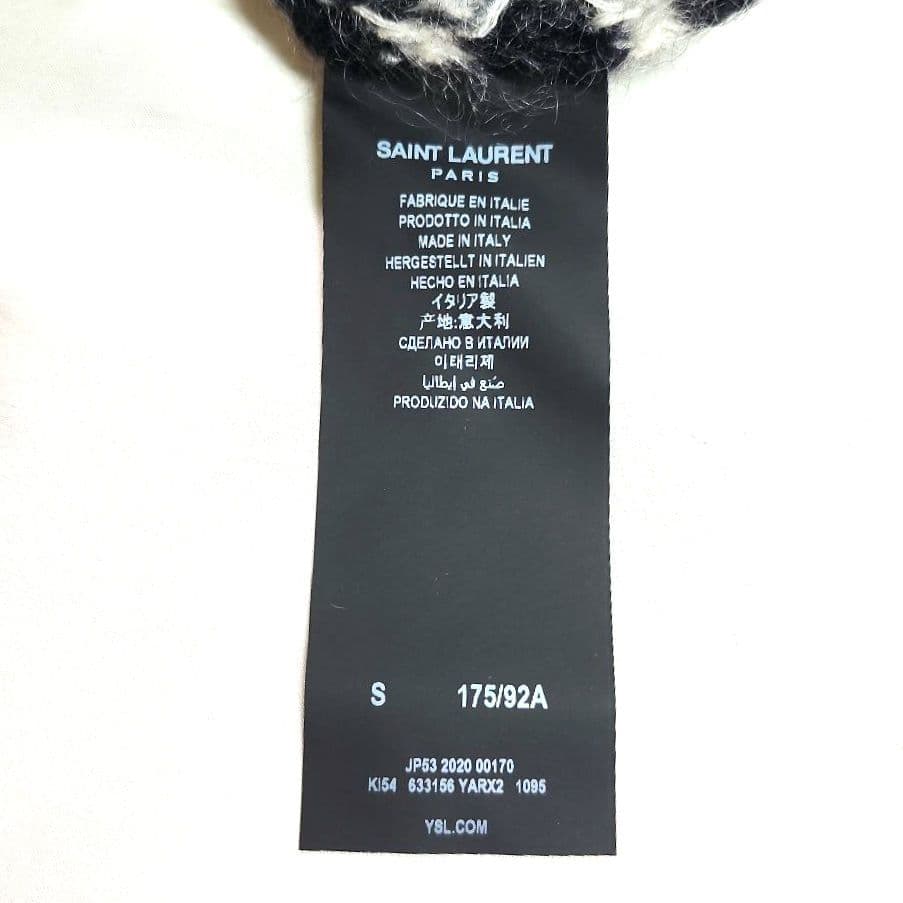 SAINT LAURENT
PARIS
FABRIQUE EN ITALIE
PRODOTTO IN ITALIA
MADE IN ITALY
HERGESTELLT IN ITALIEN
HECHO EN ITALIA
イタリア製
产地:意大利
СДЕЛАНО В ИТАЛИИ
이태리제
صُنع في إيطاليا
PRODUZIDO NA ITALIA
S 175/92A
JP53 2020 00170
KI54 633156 YARX2 1095
YSL.COM